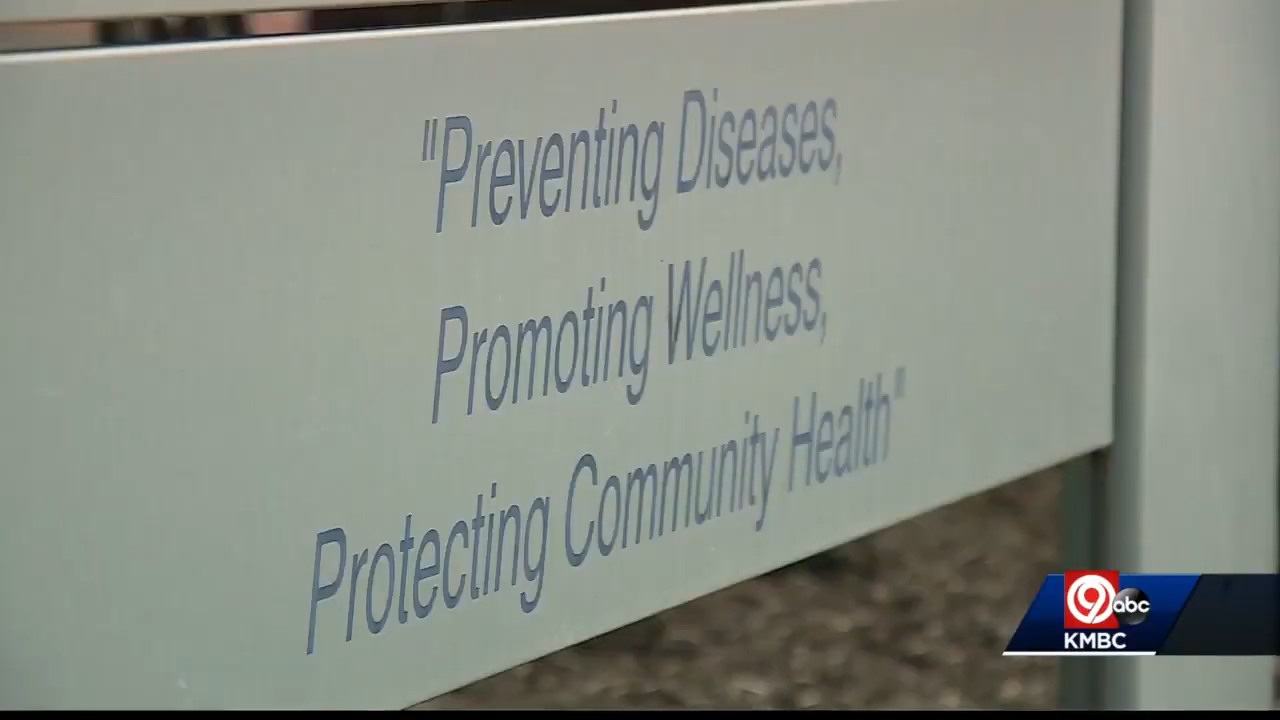 "Preventing Diseases,
Promoting Wellness,
Protecting Community Health"
9 abc
KMBC